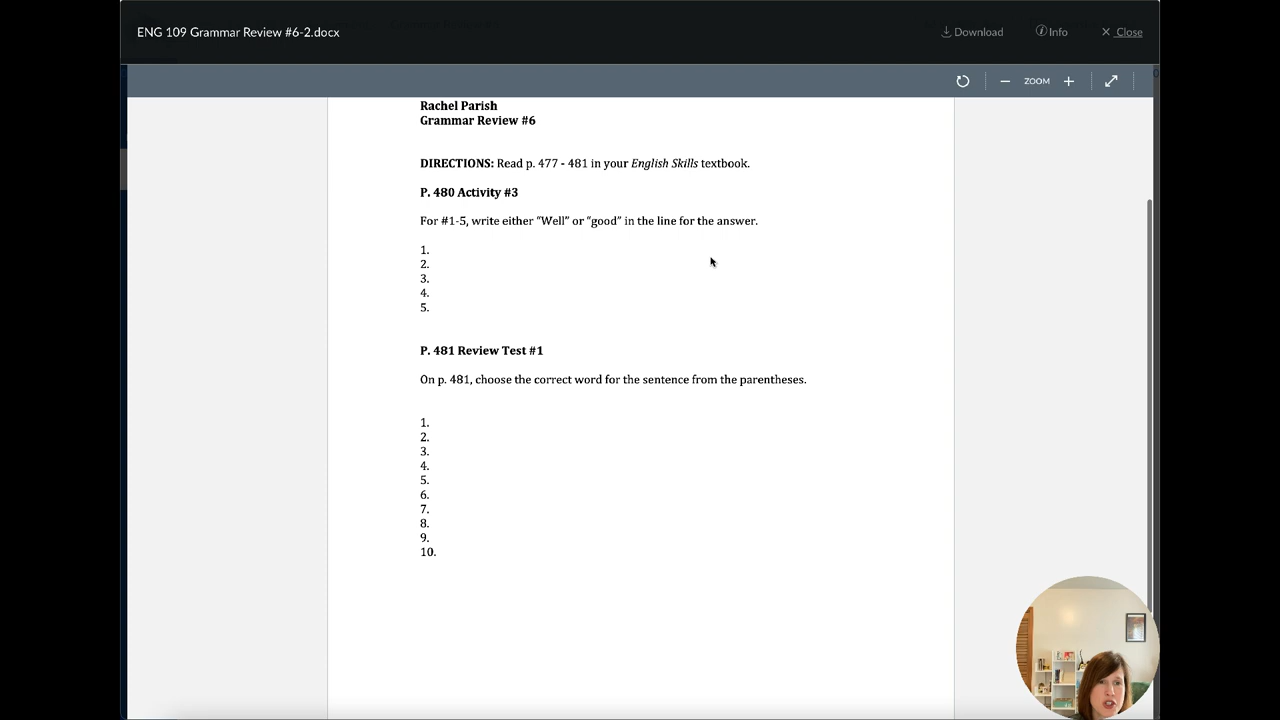 ENG 109 Grammar Review #6-2.docx
Download
Info
Close
ZOOM
Rachel Parish
Grammar Review #6
DIRECTIONS: Read p. 477 - 481 in your English Skills textbook.
P. 480 Activity #3
For #1-5, write either “Well” or “good” in the line for the answer.
1.
2.
3.
4.
5.
P. 481 Review Test #1
On p. 481, choose the correct word for the sentence from the parentheses.
1.
2.
3.
4.
5.
6.
7.
8.
9.
10.